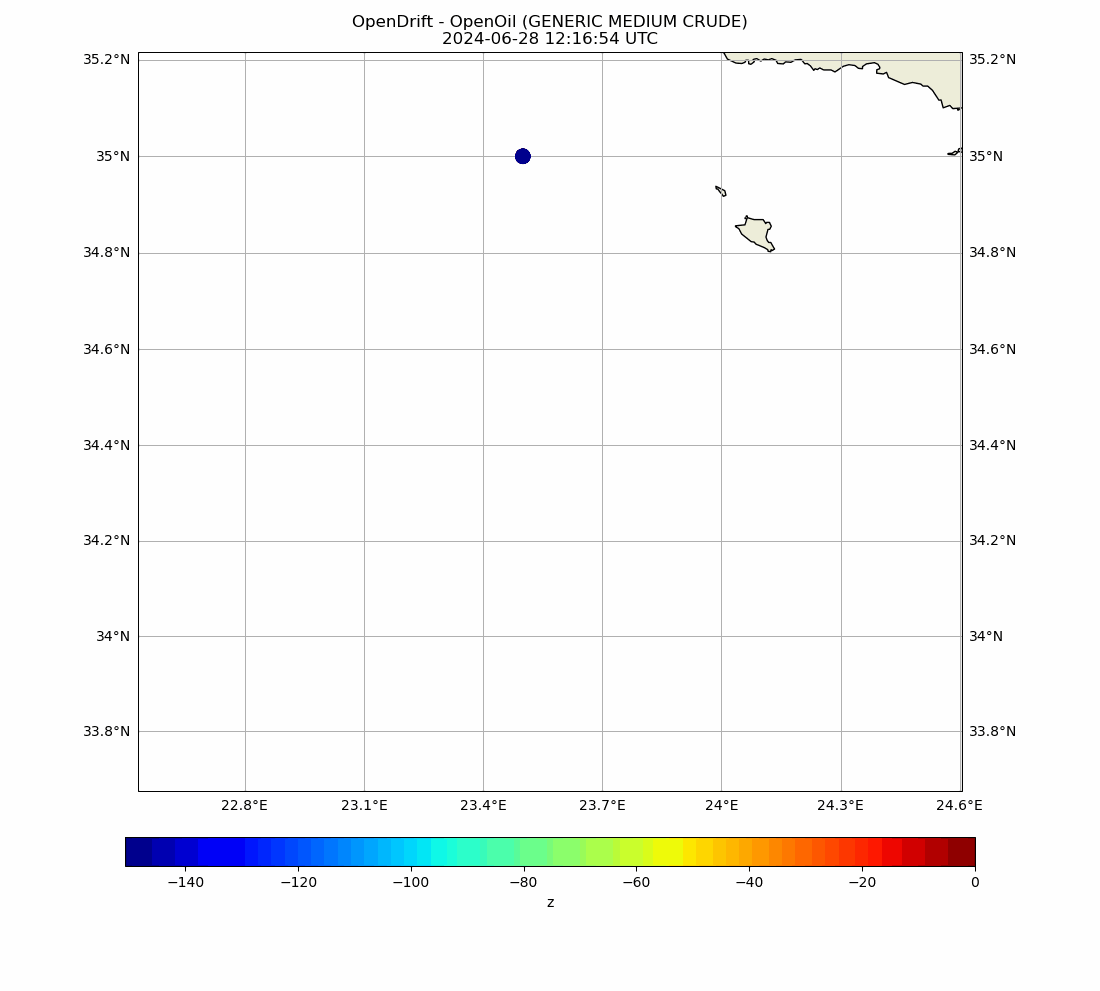 OpenDrift - OpenOil (GENERIC MEDIUM CRUDE)
2024-06-28 12:16:54 UTC
35.2°N 35.2°N
35°N 35°N
34.8°N 34.8°N
34.6°N 34.6°N
34.4°N 34.4°N
34.2°N 34.2°N
34°N 34°N
33.8°N 33.8°N
22.8°E 23.1°E 23.4°E 23.7°E 24°E 24.3°E 24.6°E
−140 −120 −100 −80 −60 −40 −20 0
z